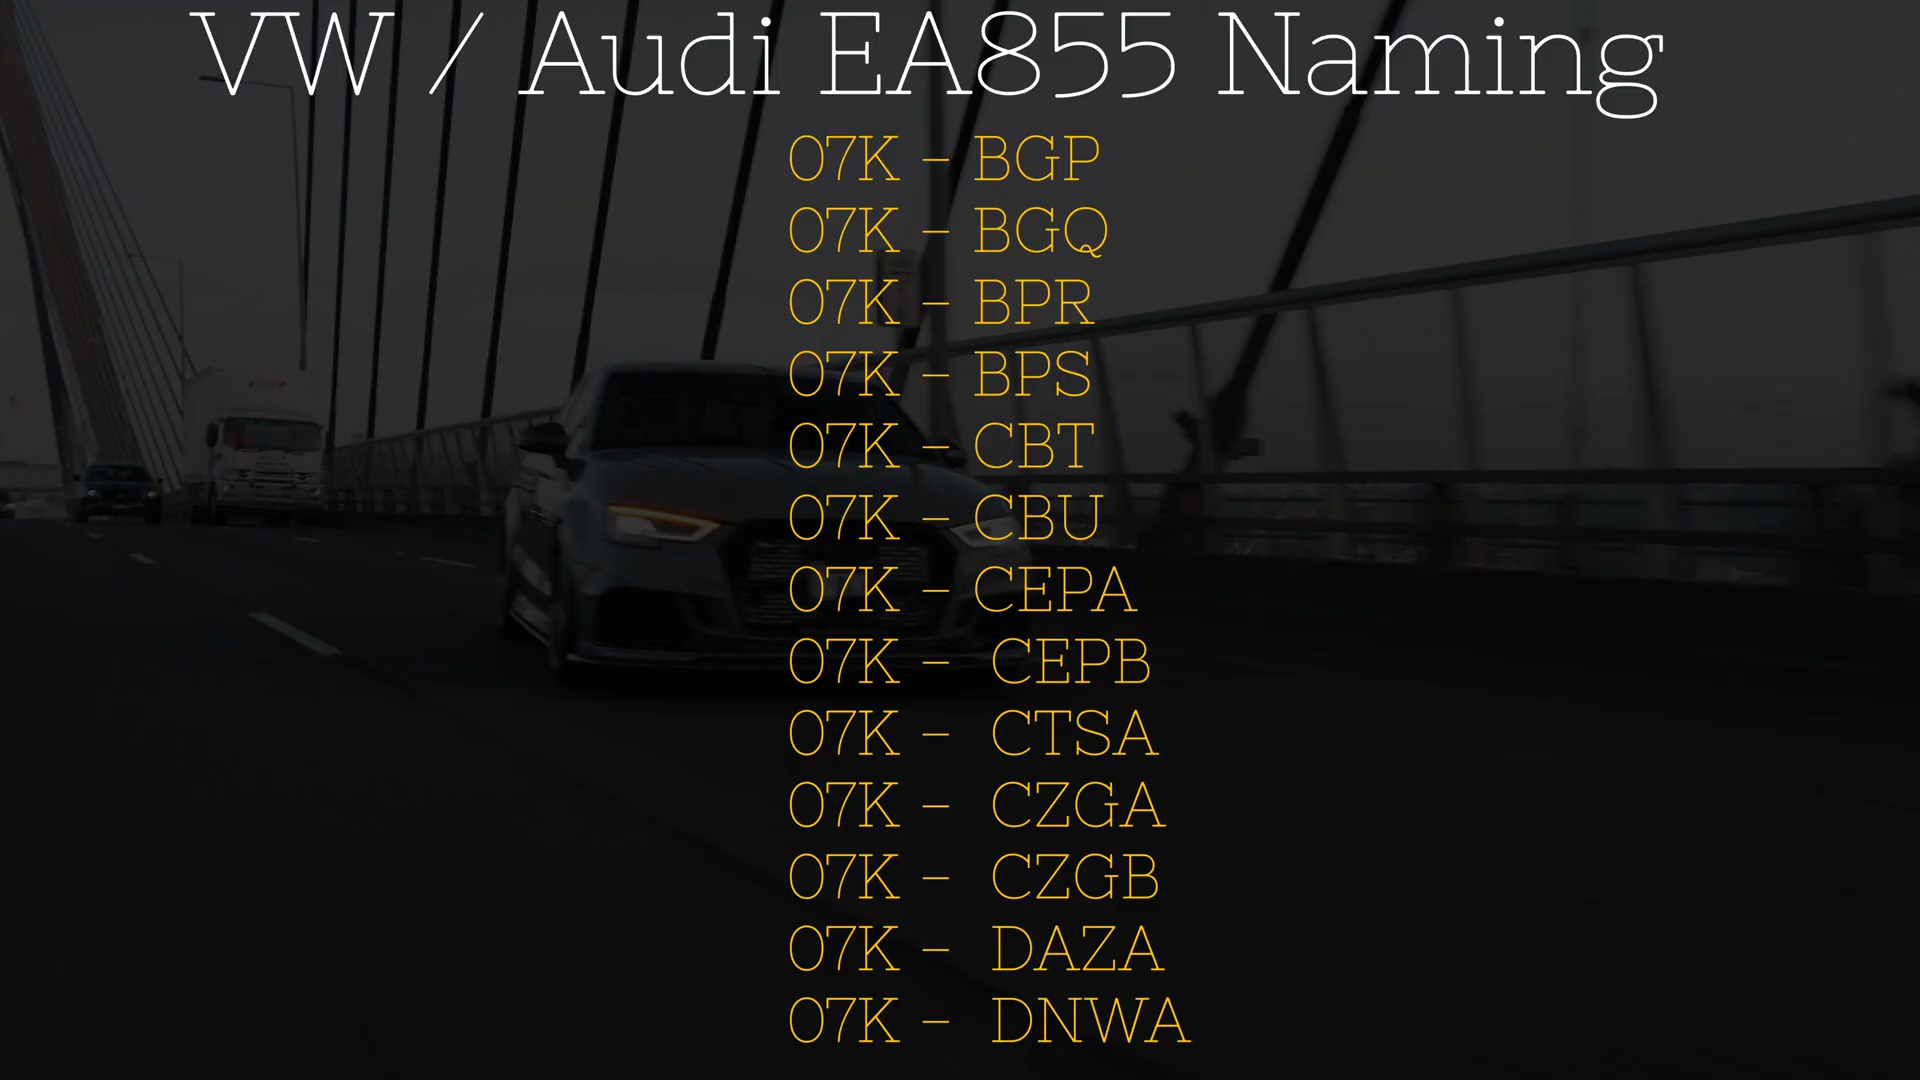 VW / Audi EA855 Naming
07K - BGP
07K - BGQ
07K - BPR
07K - BPS
07K - CBT
07K - CBU
07K - CEPA
07K - CEPB
07K - CTSA
07K - CZGA
07K - CZGB
07K - DAZA
07K - DNWA